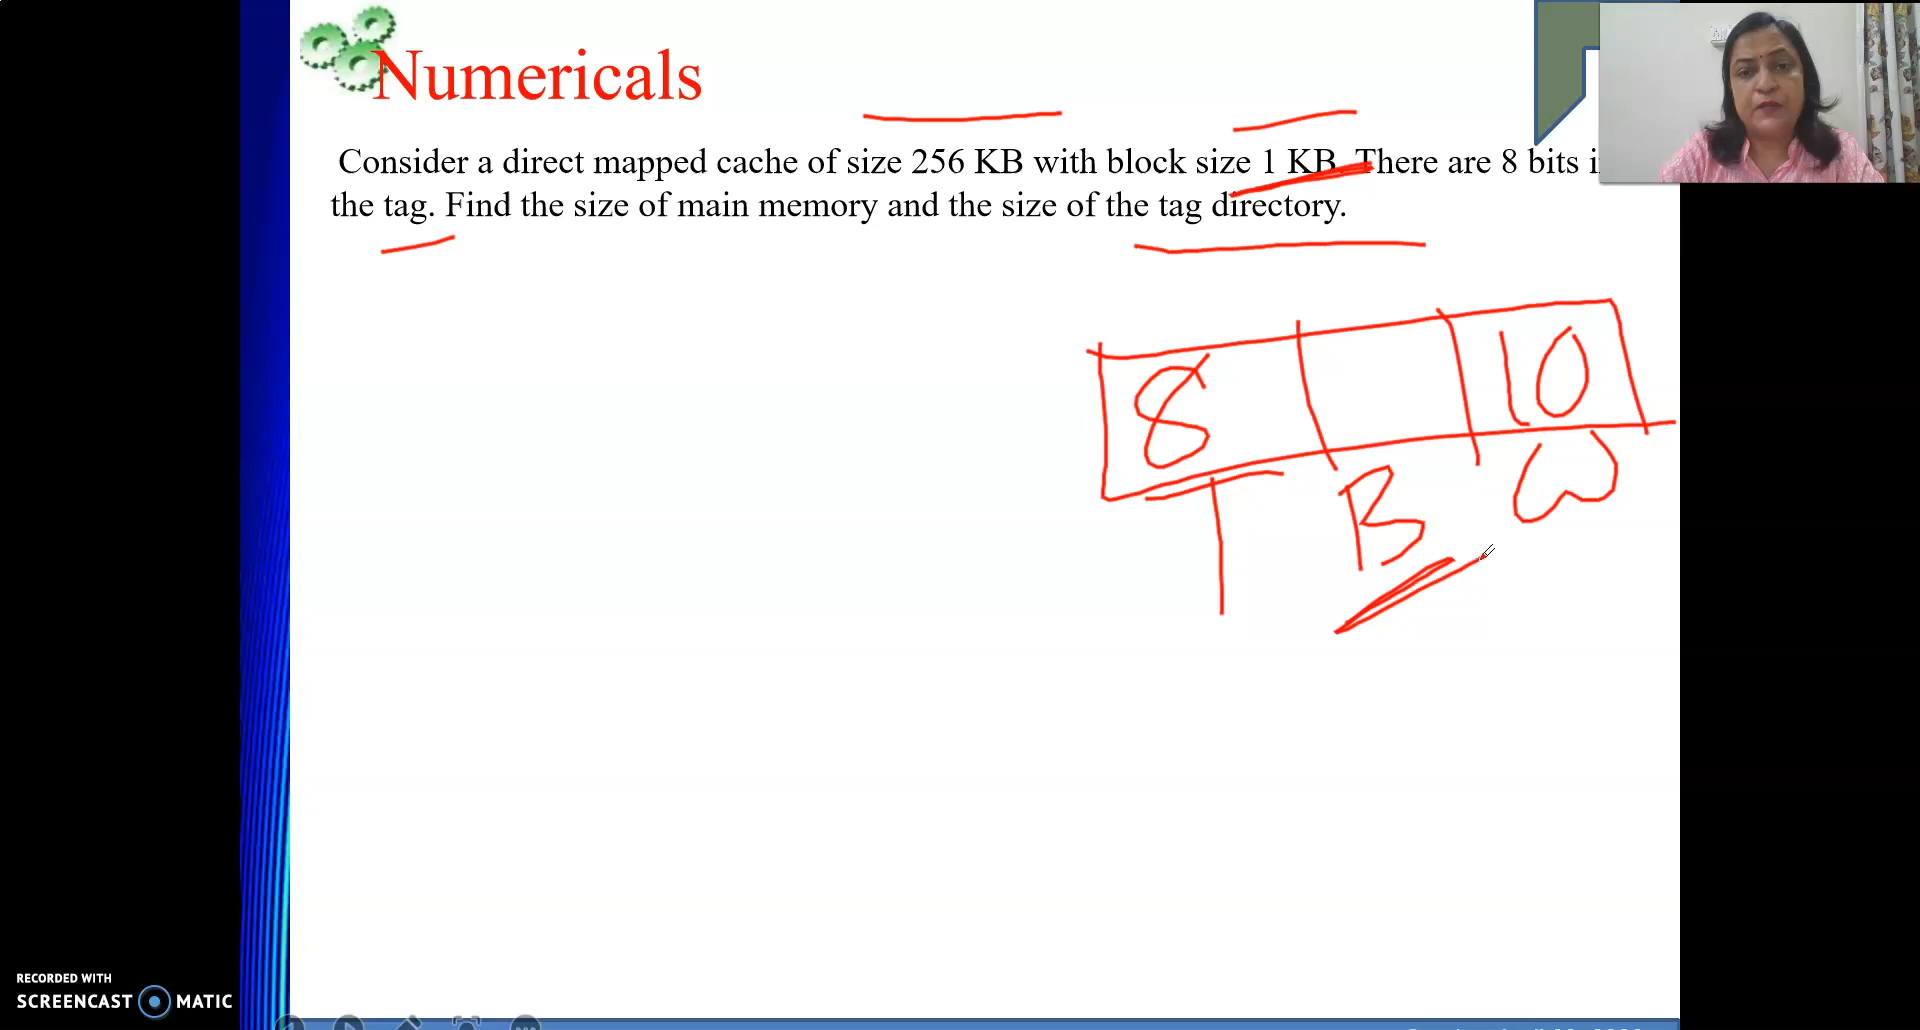 Numericals
Consider a direct mapped cache of size 256 KB with block size 1 KB. There are 8 bits
the tag. Find the size of main memory and the size of the tag directory.
8 10
T B W
RECORDED WITH
SCREENCAST MATIC